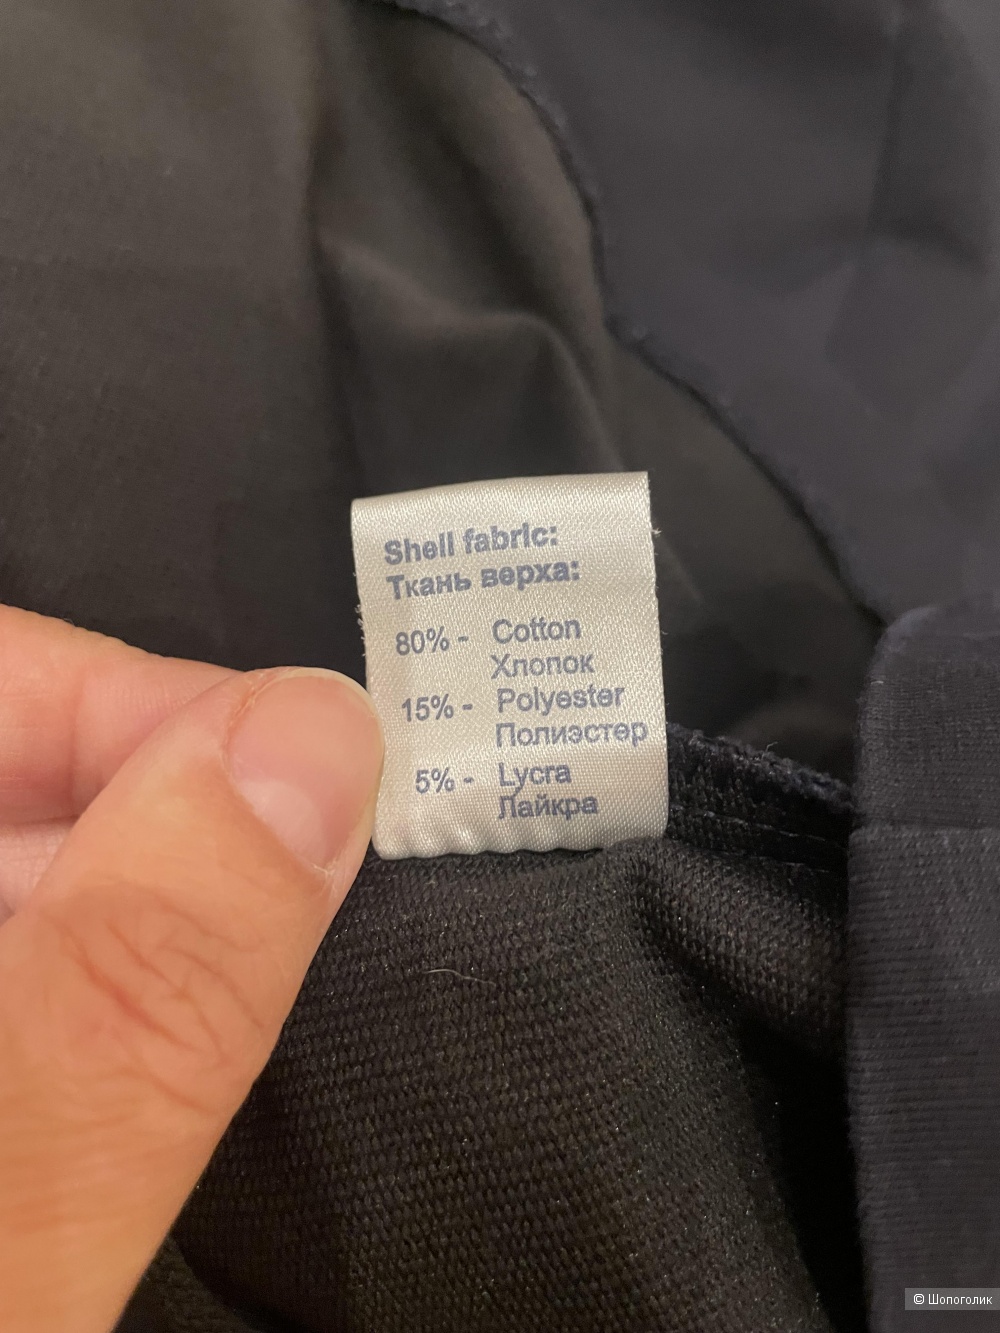 Shell fabric:
Ткань верха:
80% - Cotton
Хлопок
15% - Polyester
Полиэстер
5% - Lycra
Лайкра
© Шопоголик